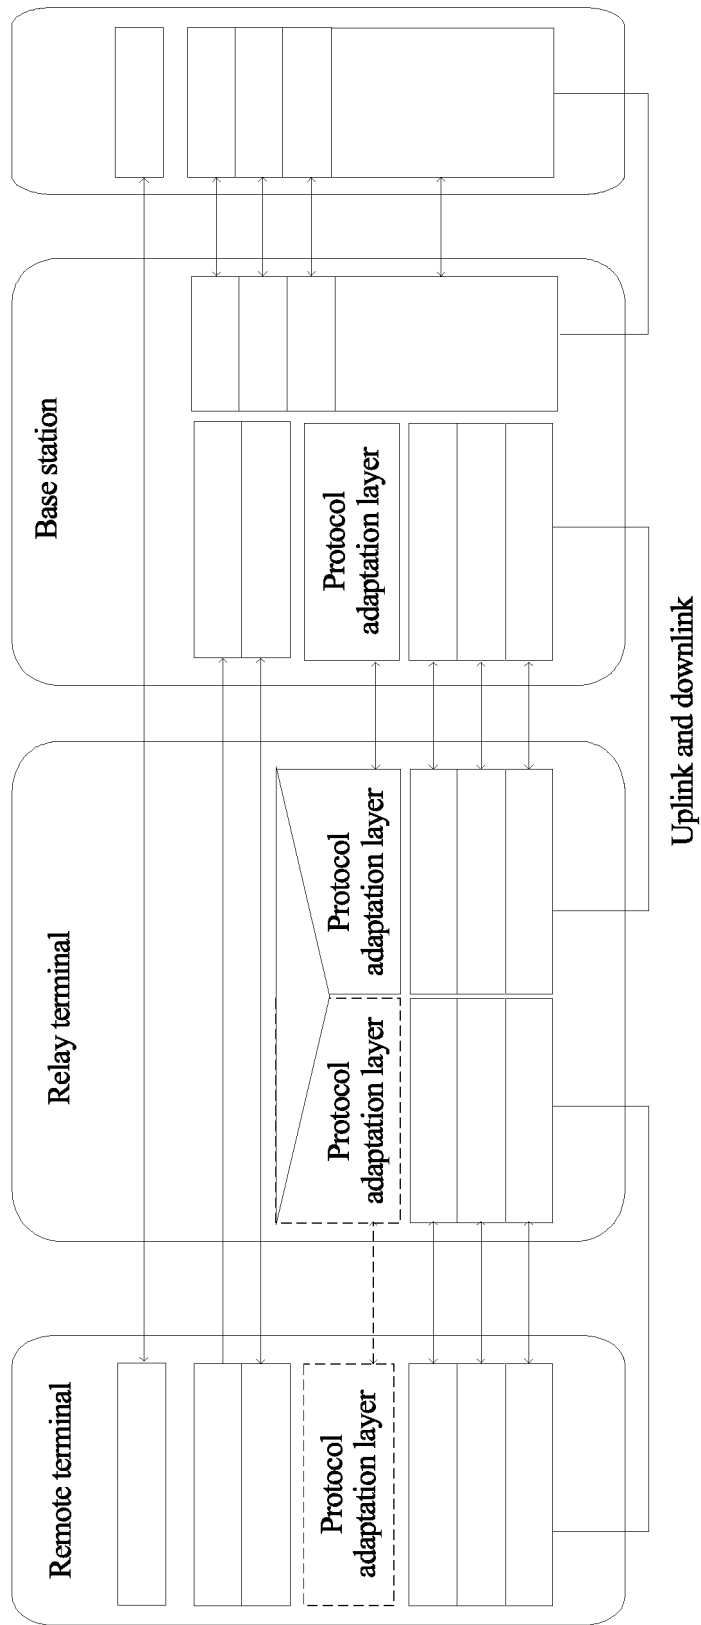 Remote terminal
Protocol
adaptation layer
Relay terminal
Protocol
adaptation layer
Protocol
adaptation layer
Base station
Protocol
adaptation layer
Uplink and downlink